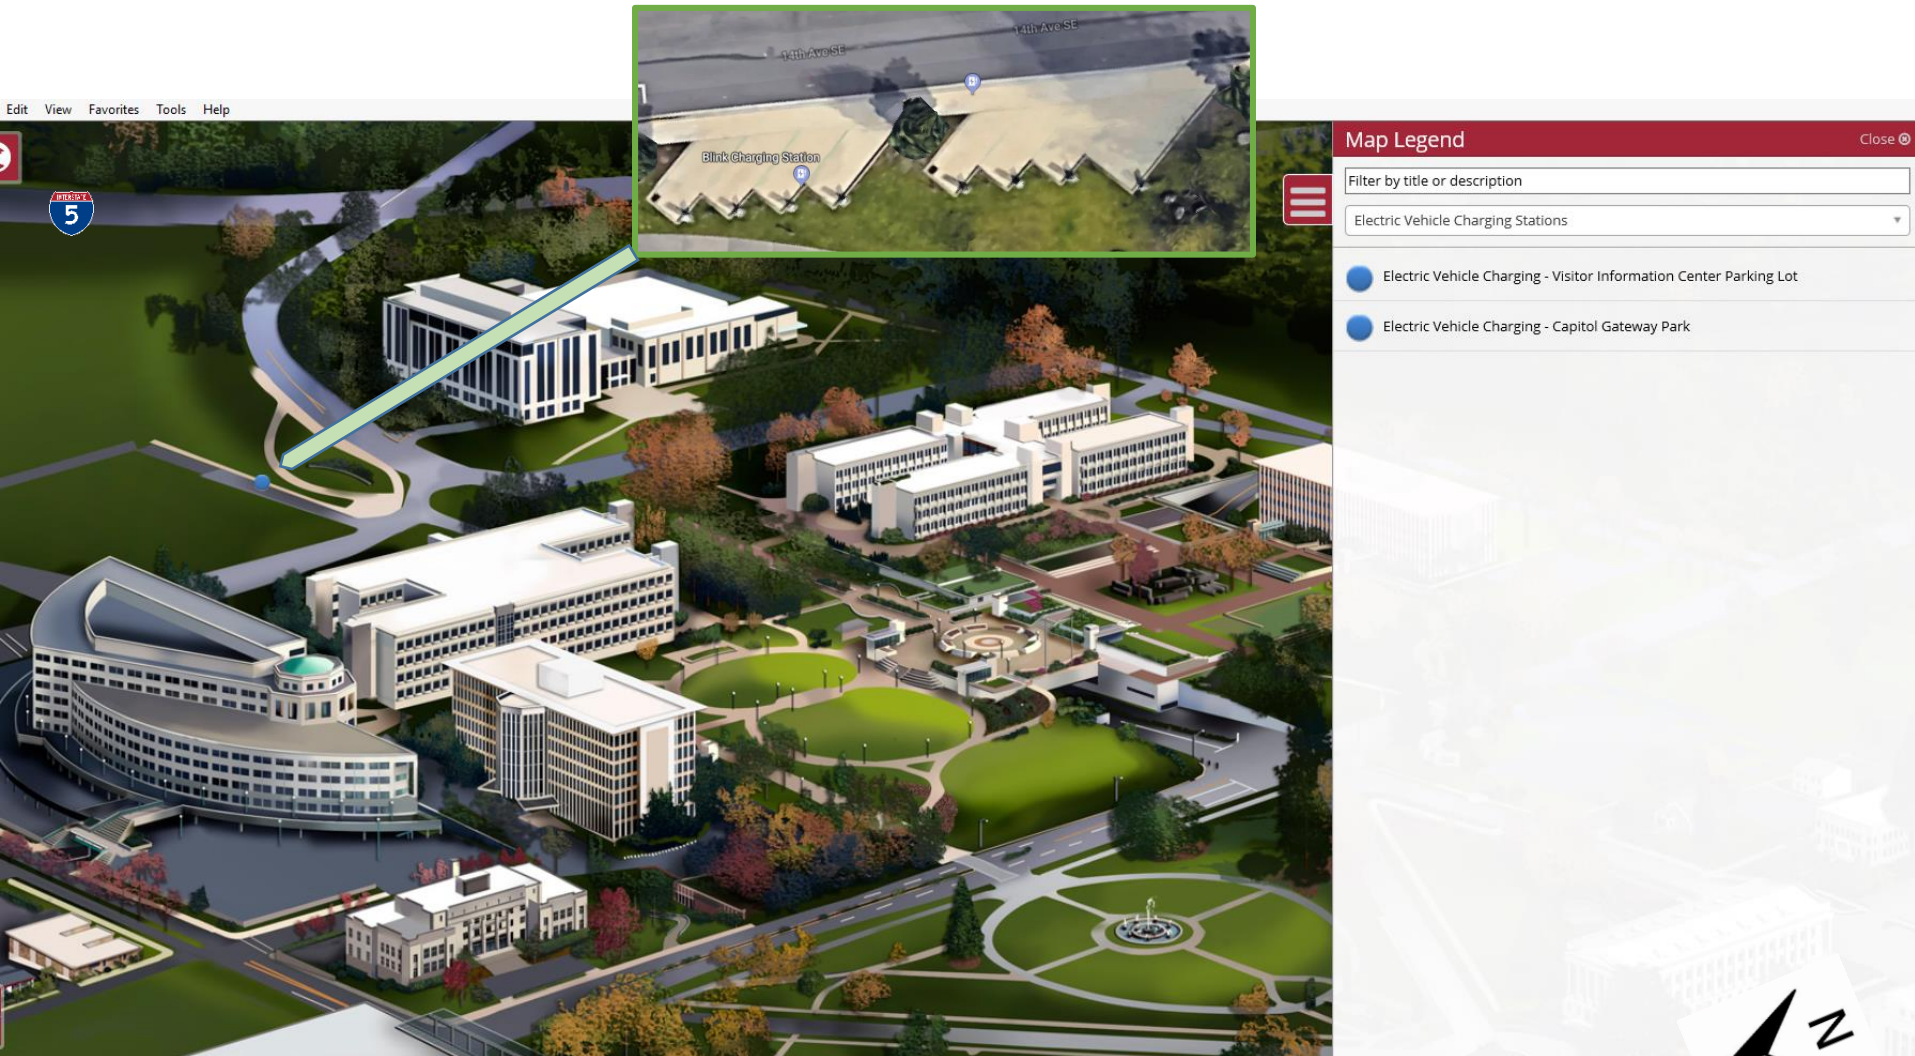 14th Ave SE
14th Ave SE
Blink Charging Station
Edit View Favorites Tools Help
INTERSTATE
5
Map Legend
Close
Filter by title or description
Electric Vehicle Charging Stations
Electric Vehicle Charging - Visitor Information Center Parking Lot
Electric Vehicle Charging - Capitol Gateway Park
N